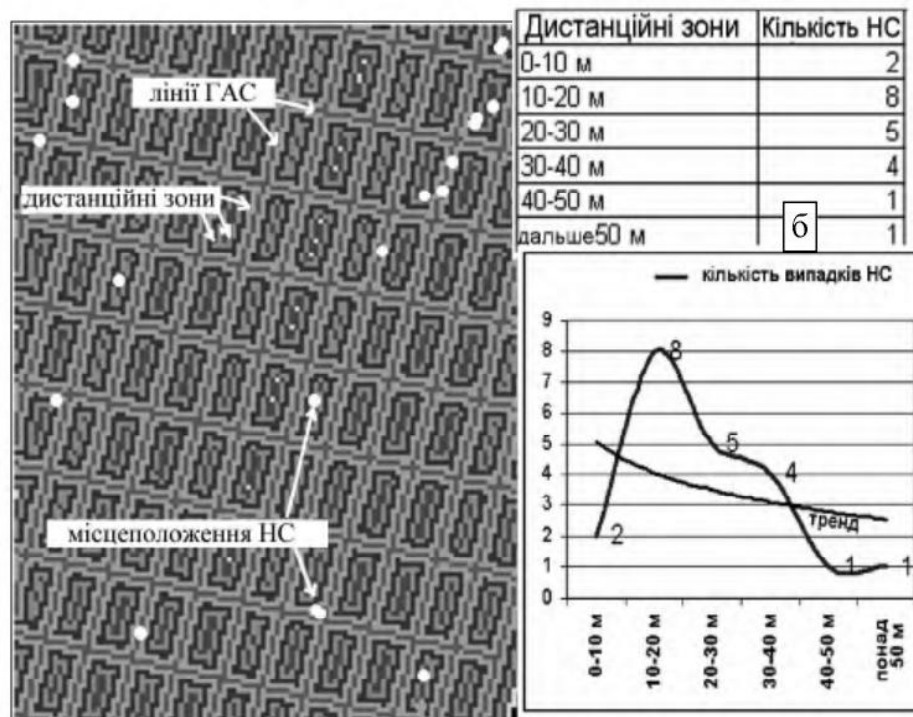 лінії ГАС
дистанційні зони
місцеположення НС
Дистанційні зони Кількість НС
0-10 м 2
10-20 м 8
20-30 м 5
30-40 м 4
40-50 м 1
дальше50 м 1
б
кількість випадків НС
9
8
7
6
5
4
3
2
1
0
2
8
5
4
1
1
тренд
0-10 м
10-20 м
20-30 м
30-40 м
40-50 м
понад
50 м